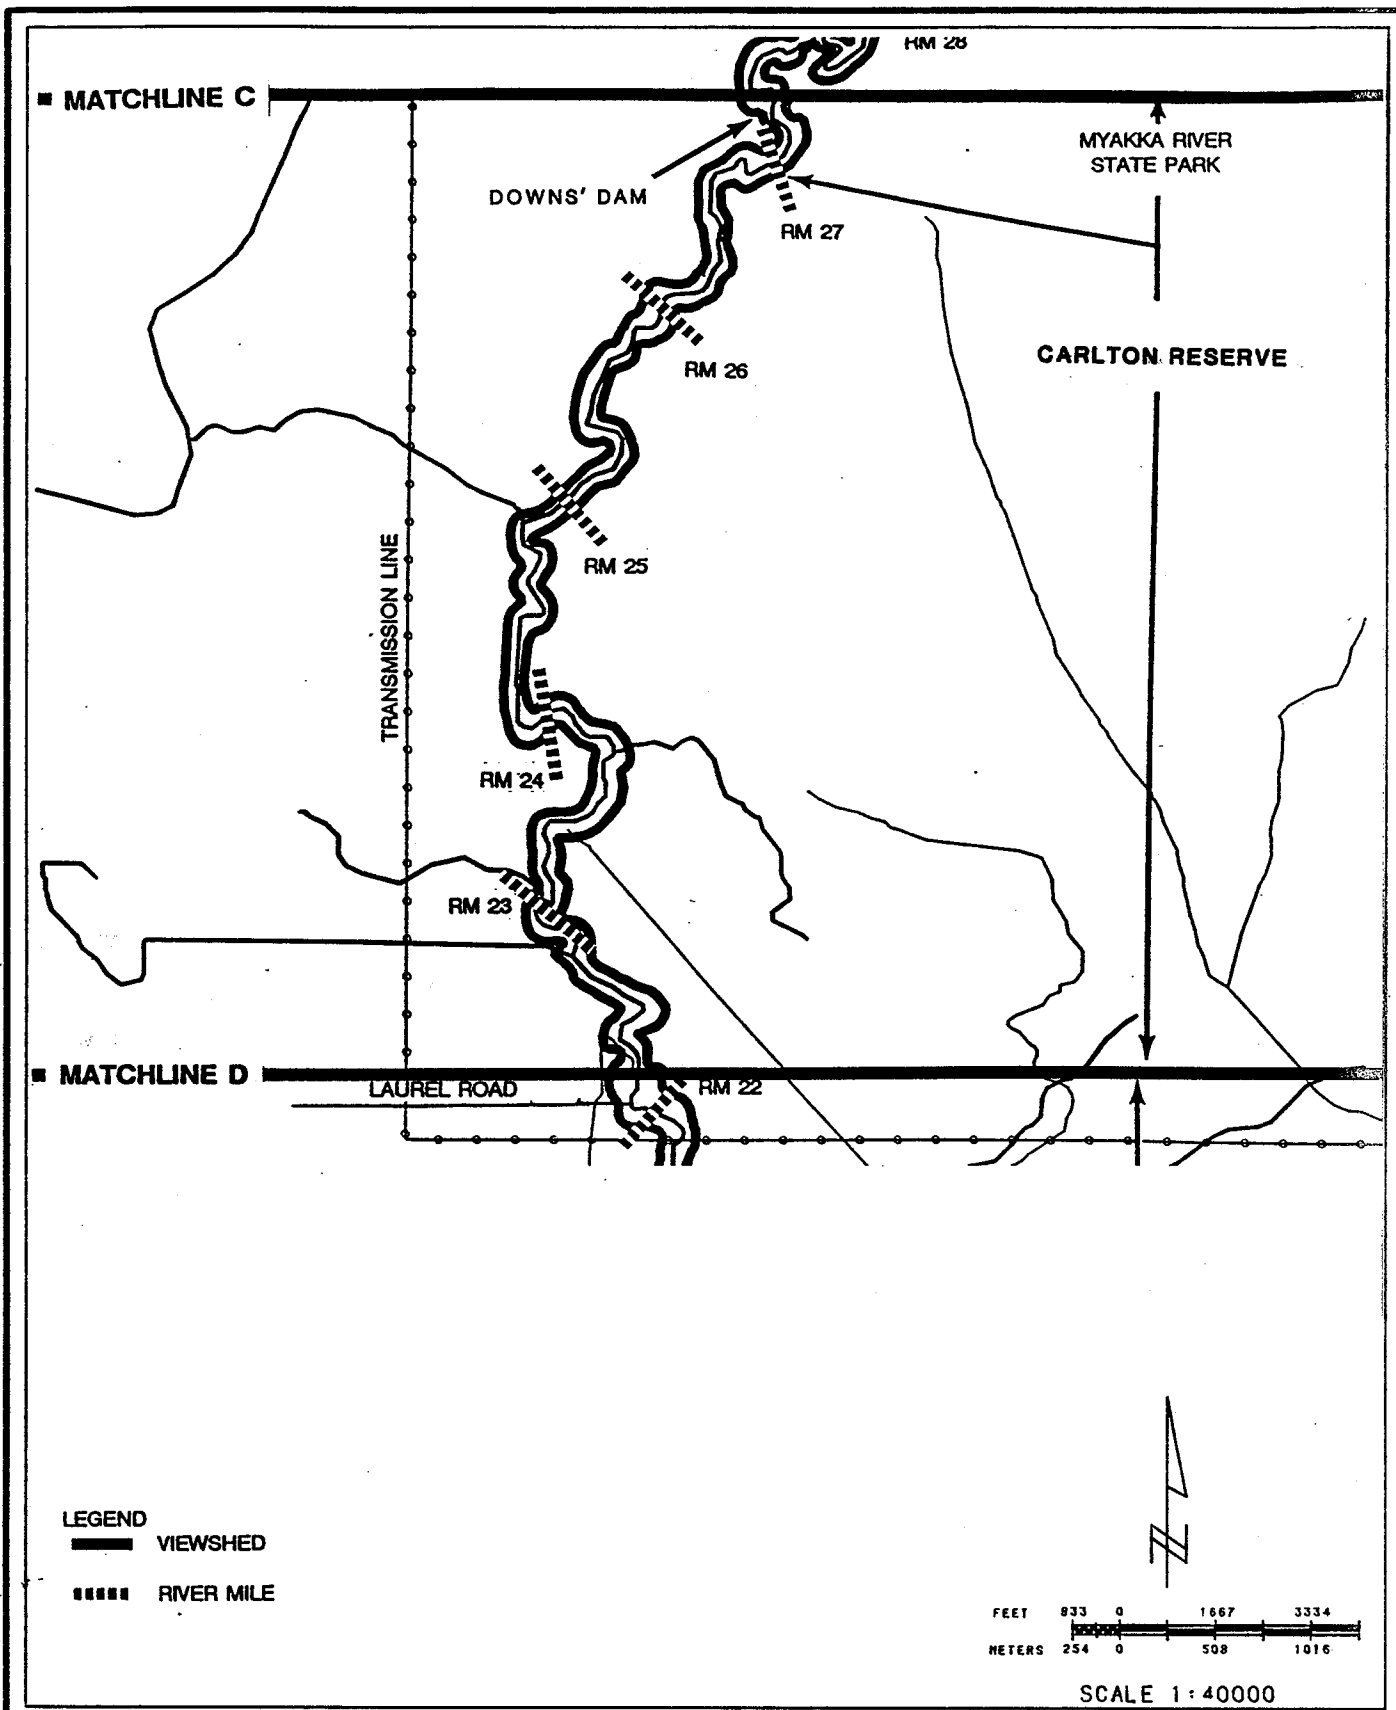 RM 28
MATCHLINE C
MYAKKA RIVER
STATE PARK
DOWNS' DAM
RM 27
CARLTON RESERVE
RM 26
RM 25
TRANSMISSION LINE
RM 24
RM 23
MATCHLINE D
LAUREL ROAD
RM 22
LEGEND
VIEWSHED
RIVER MILE
N
FEET 833 0 1667 3334
METERS 254 0 508 1016
SCALE 1:40000